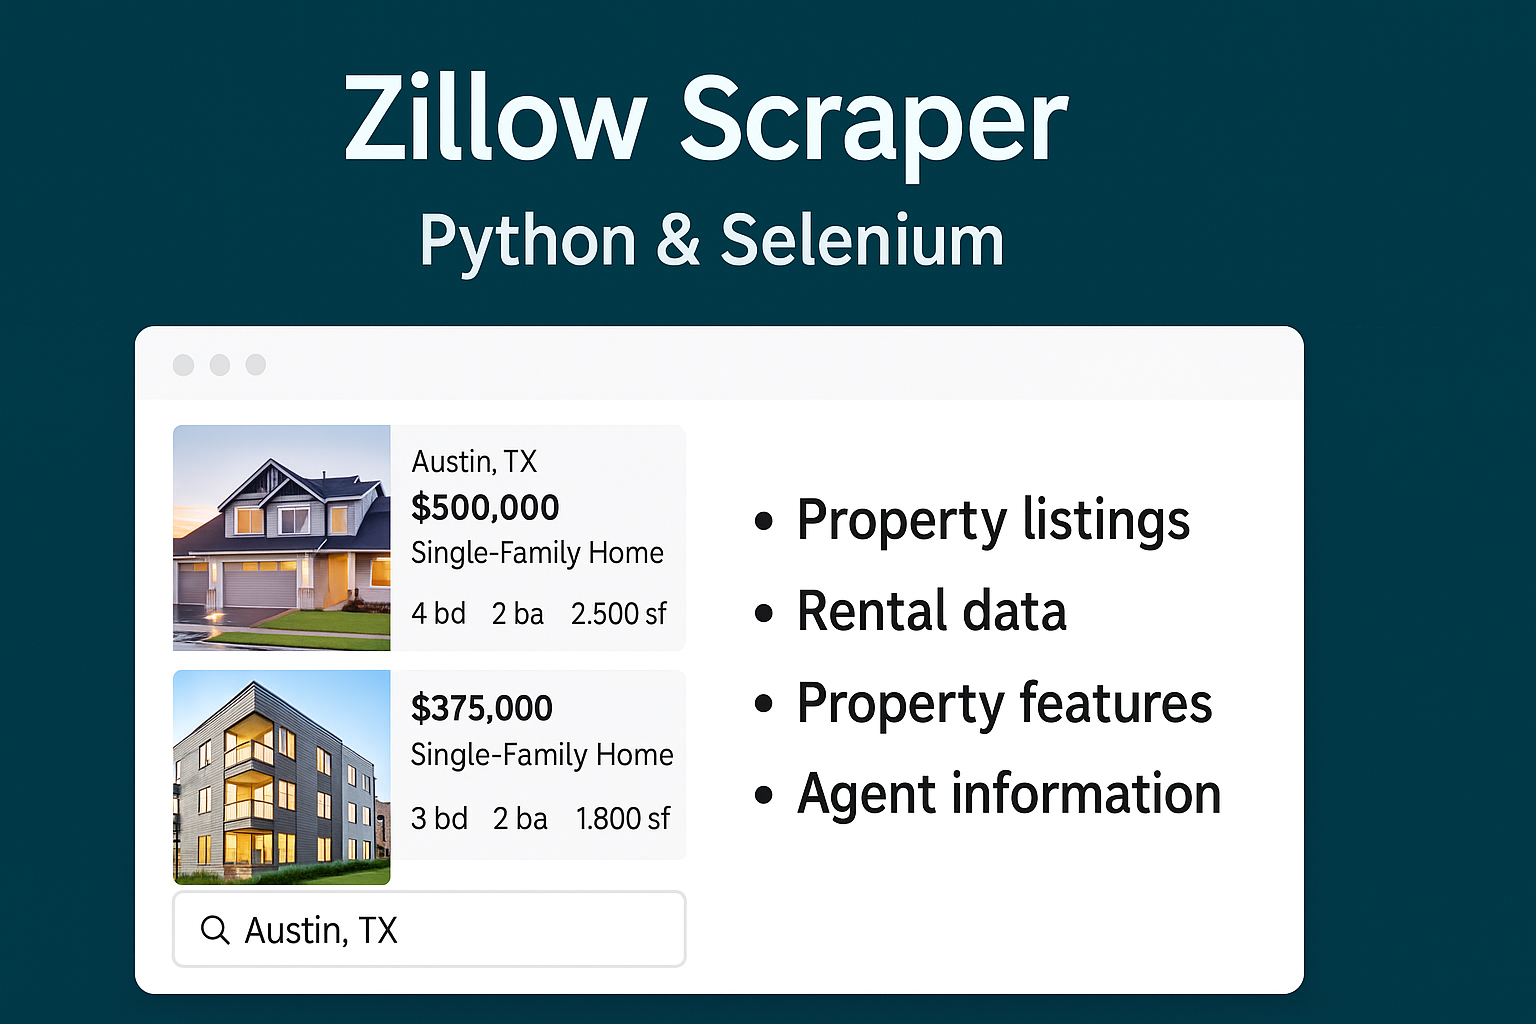 Zillow Scraper
Python & Selenium
Austin, TX
$500,000
Single-Family Home
4 bd 2 ba 2.500 sf
$375,000
Single-Family Home
3 bd 2 ba 1.800 sf
Austin, TX
• Property listings
• Rental data
• Property features
• Agent information